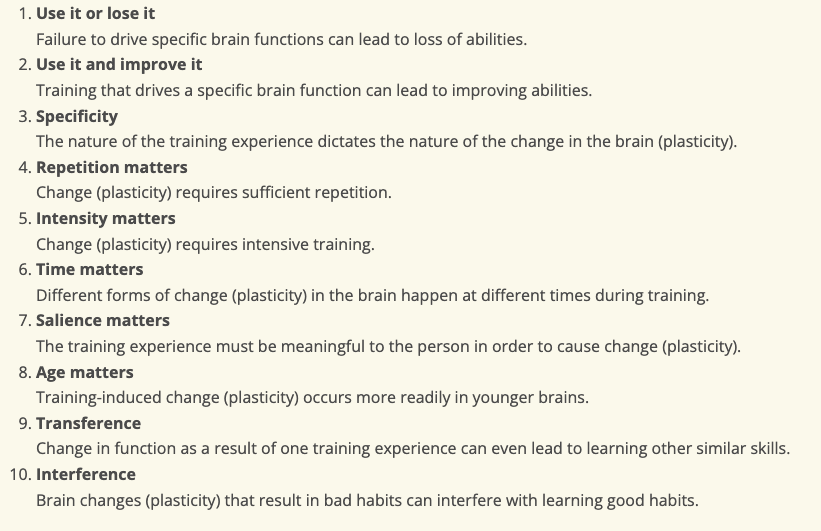 1. Use it or lose it
Failure to drive specific brain functions can lead to loss of abilities.
2. Use it and improve it
Training that drives a specific brain function can lead to improving abilities.
3. Specificity
The nature of the training experience dictates the nature of the change in the brain (plasticity).
4. Repetition matters
Change (plasticity) requires sufficient repetition.
5. Intensity matters
Change (plasticity) requires intensive training.
6. Time matters
Different forms of change (plasticity) in the brain happen at different times during training.
7. Salience matters
The training experience must be meaningful to the person in order to cause change (plasticity).
8. Age matters
Training-induced change (plasticity) occurs more readily in younger brains.
9. Transference
Change in function as a result of one training experience can even lead to learning other similar skills.
10. Interference
Brain changes (plasticity) that result in bad habits can interfere with learning good habits.